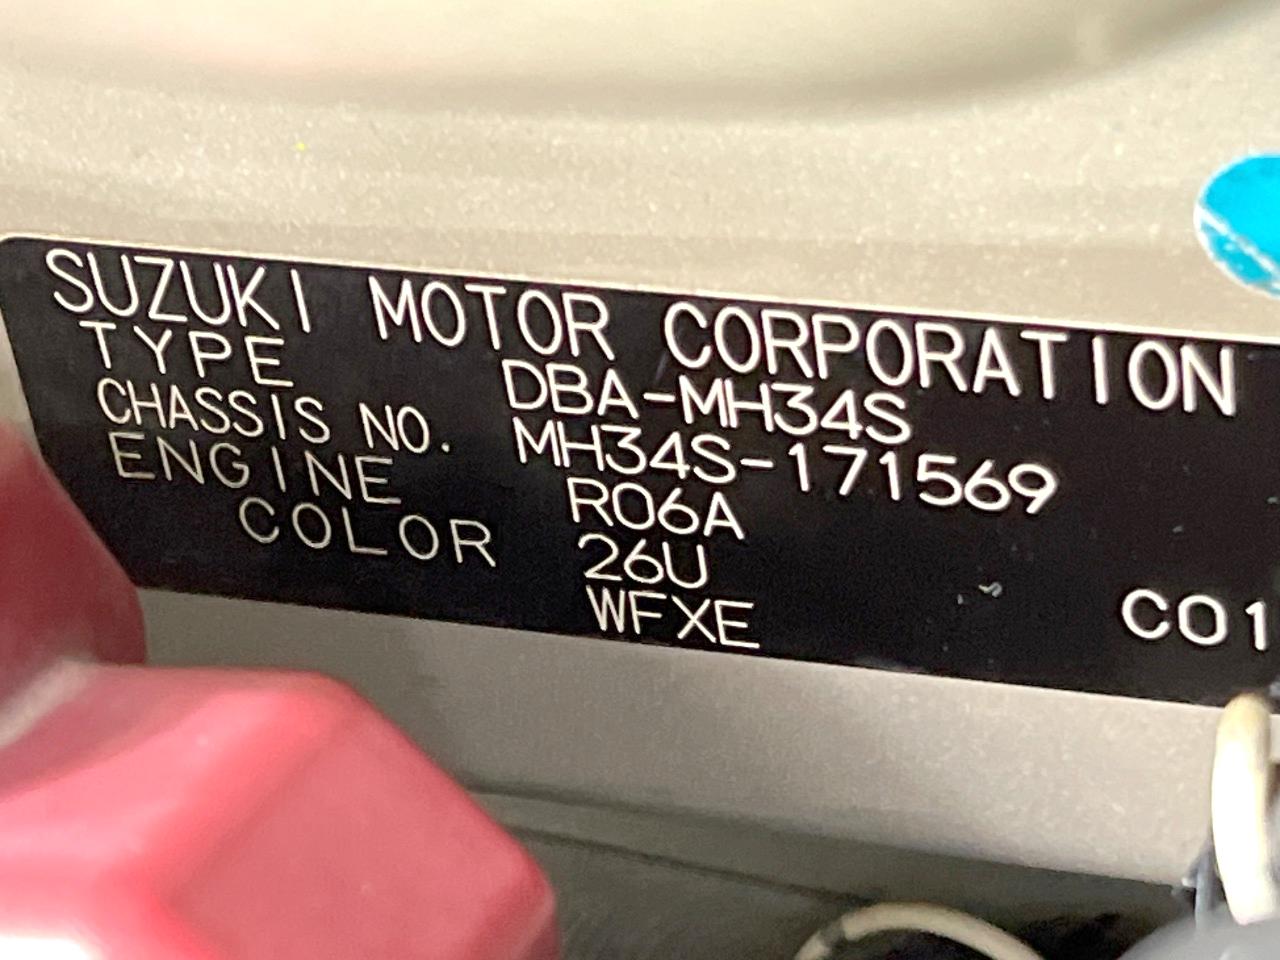 SUZUKI MOTOR CORPORATION
TYPE DBA-MH34S
CHASSIS NO. MH34S-171569
ENGINE R06A
COLOR 26U
WFXE C01